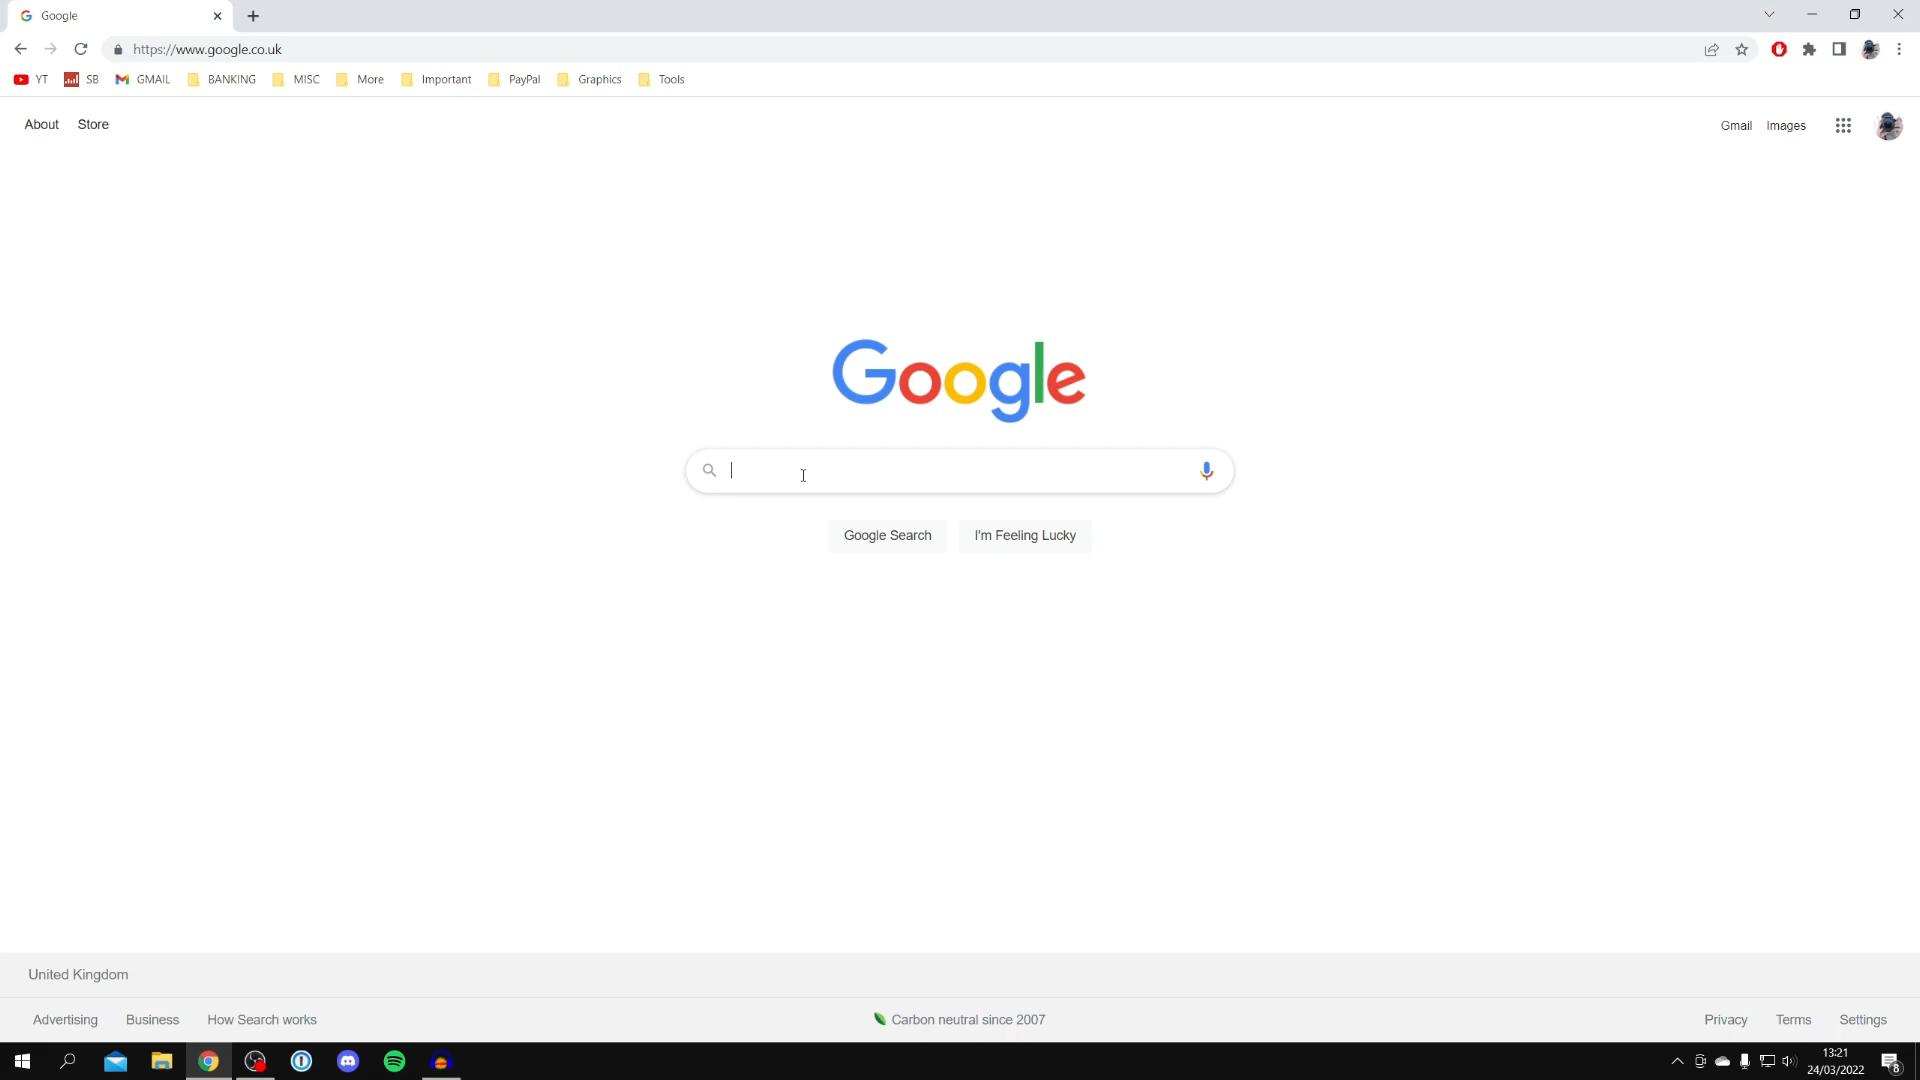 Google
https://www.google.co.uk
YT SB GMAIL BANKING MISC More Important PayPal Graphics Tools
About Store Gmail Images
Google
Google Search I'm Feeling Lucky
United Kingdom
Advertising Business How Search works Carbon neutral since 2007 Privacy Terms Settings
13:21
24/03/2022
8